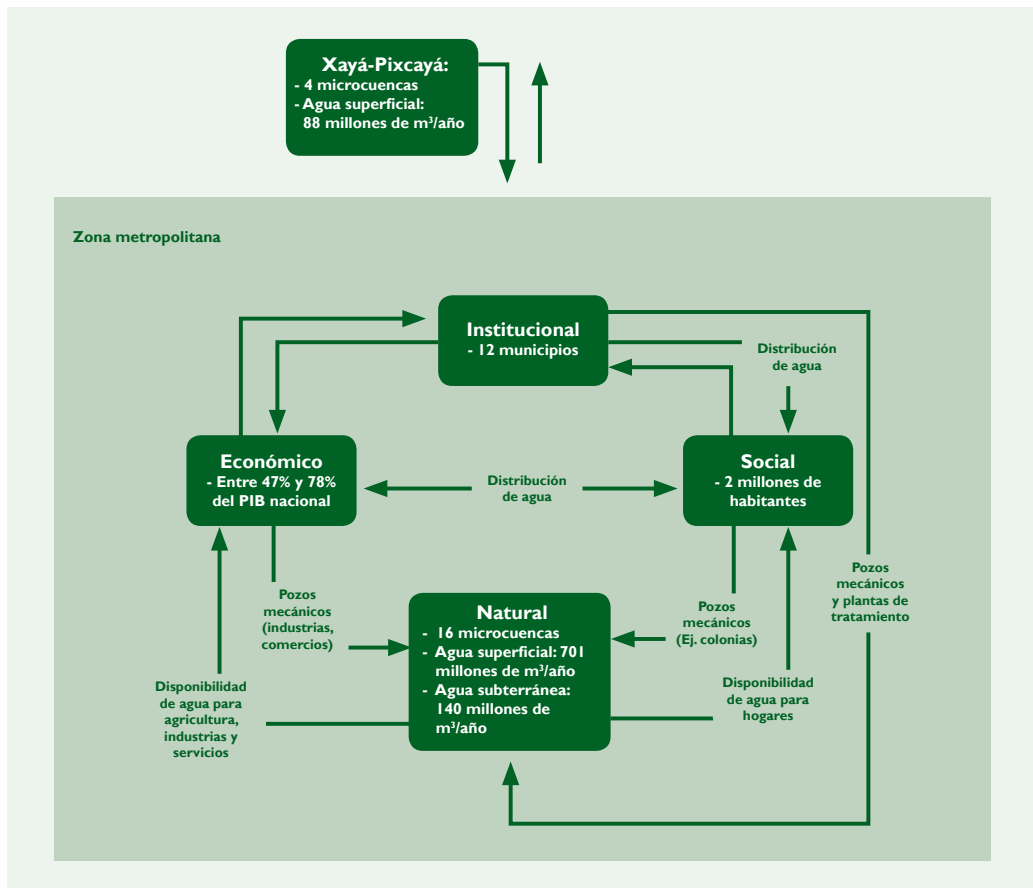 Xayá-Pixcayá:
- 4 microcuencas
- Agua superficial:
88 millones de m³/año
Zona metropolitana
Institucional
- 12 municipios
Distribución
de agua
Económico
- Entre 47% y 78%
del PIB nacional
Distribución
de agua
Social
- 2 millones de
habitantes
Pozos
mecánicos
(industrias,
comercios)
Natural
- 16 microcuencas
- Agua superficial: 701
millones de m³/año
- Agua subterránea:
140 millones de
m³/año
Pozos
mecánicos
(Ej. colonias)
Pozos
mecánicos
y plantas de
tratamiento
Disponibilidad
de agua para
agricultura,
industrias y
servicios
Disponibilidad
de agua para
hogares